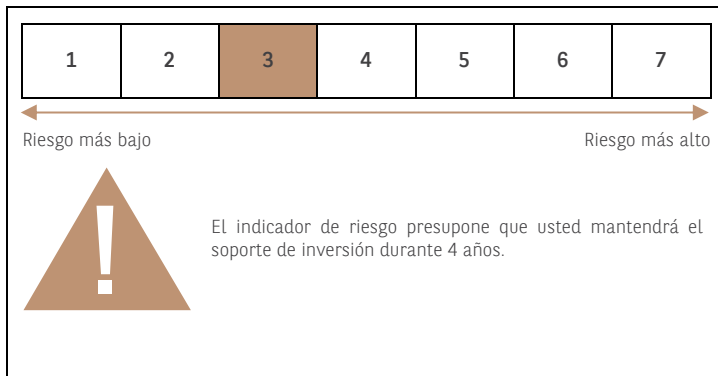 1 2 3 4 5 6 7
Riesgo más bajo Riesgo más alto
!
El indicador de riesgo presupone que usted mantendrá el
soporte de inversión durante 4 años.